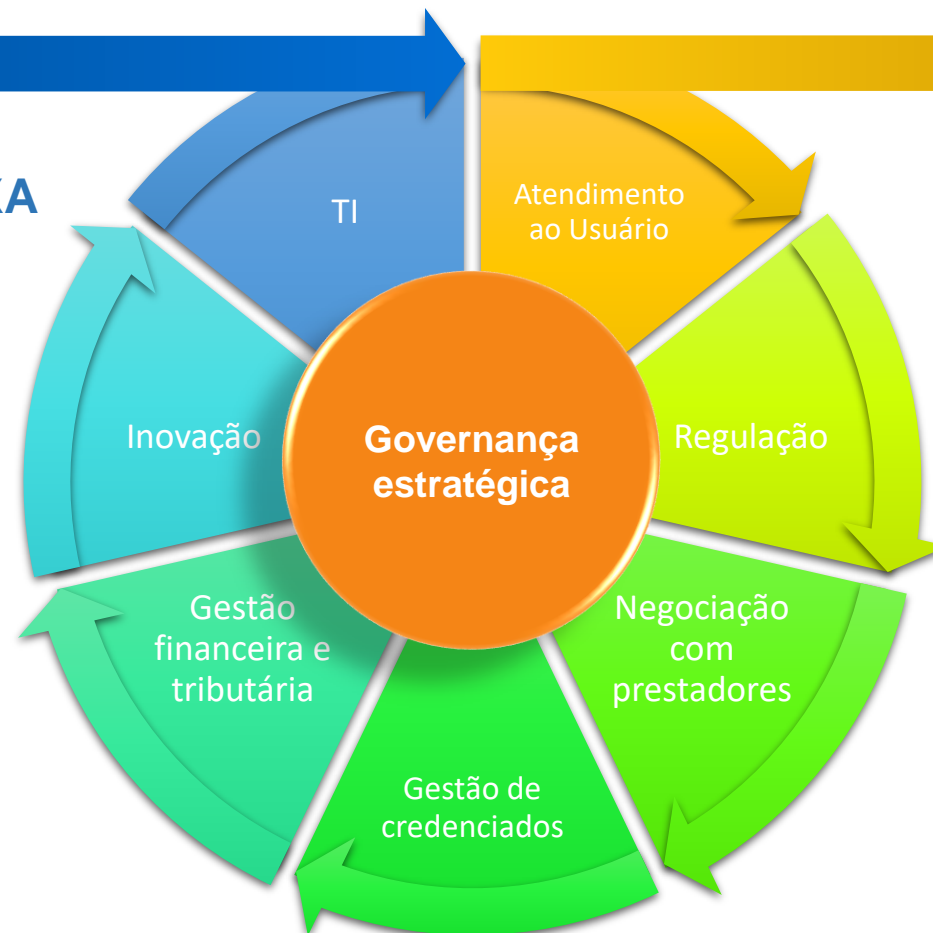 TI
Atendimento
ao Usuário
Inovação
Governança
estratégica
Regulação
Gestão
financeira e
tributária
Negociação
com
prestadores
Gestão de
credenciados